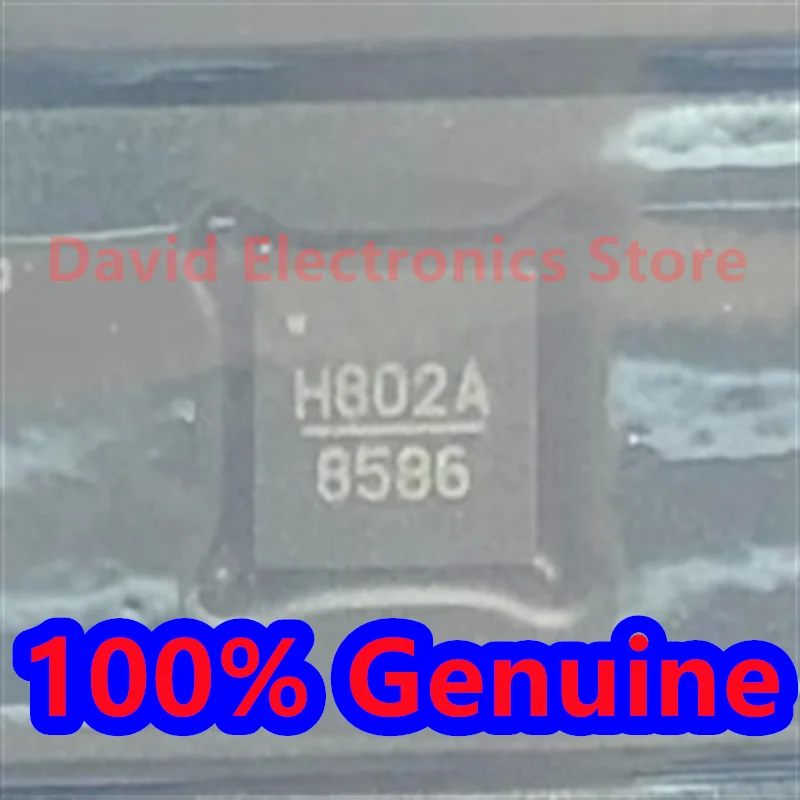 David Electronics Store
H802A
8586
100% Genuine